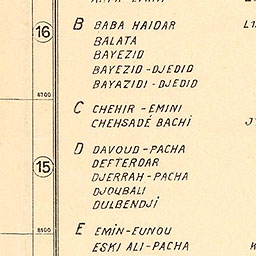 16
B BABA HAIDAR
BALATA
BAYEZID
BAYEZID-DJEDID
BAYAZIDI-DJEDID
8700
C CHEHIR-EMINI
CHEHSADÉ BACHI
D DAVOUD-PACHA
DEFTERDAR
15
DJERRAH-PACHA
DJOUBALI
DULBENDJI
8600
E EMIN-EUNOU
ESKI ALI-PACHA